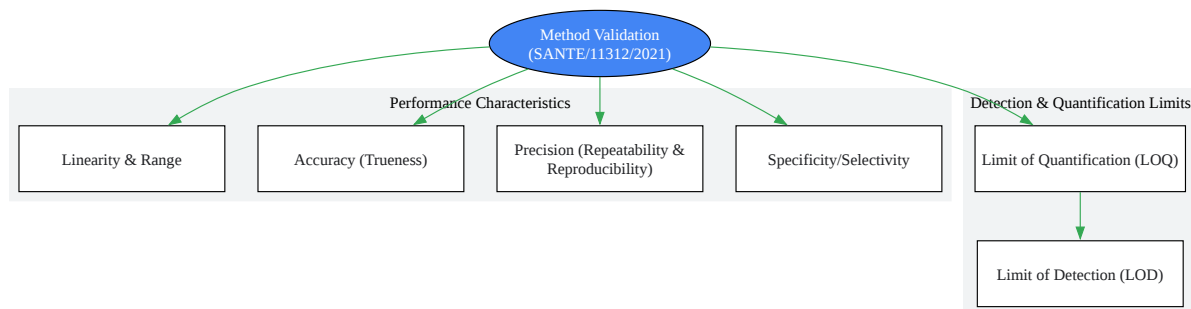 Method Validation
(SANTE/11312/2021)
Performance Characteristics
Detection & Quantification Limits
Linearity & Range
Accuracy (Trueness)
Precision (Repeatability &
Reproducibility)
Specificity/Selectivity
Limit of Quantification (LOQ)
Limit of Detection (LOD)